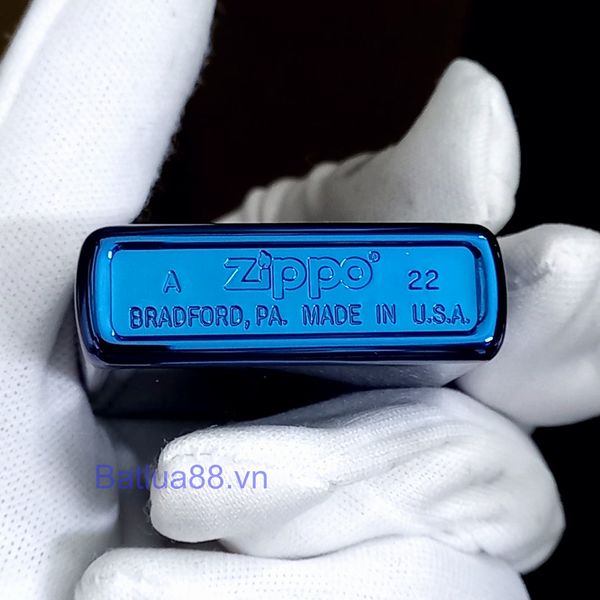 A zippo® 22
BRADFORD, PA. MADE IN U.S.A.
Batlua88.vn